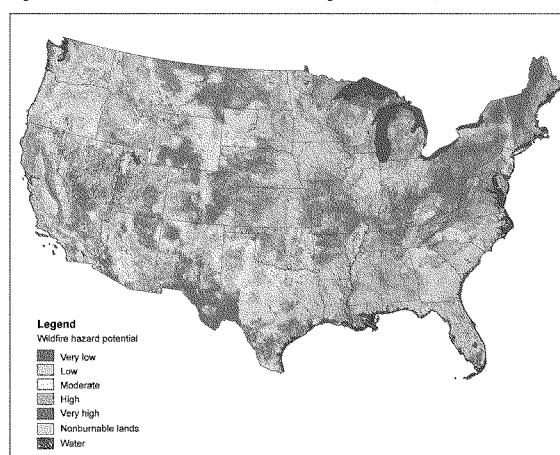 Legend
Wildfire hazard potential
Very low
Low
Moderate
High
Very high
Nonburnable lands
Water